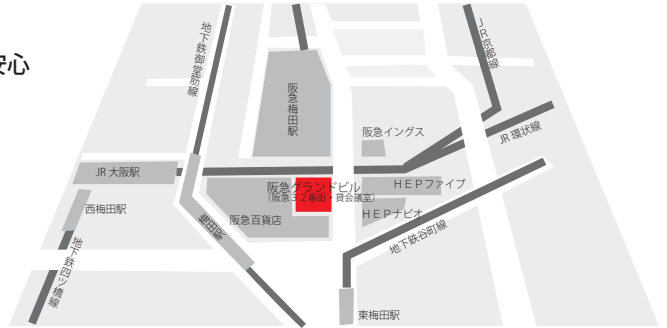 安心
地下鉄御堂筋線
阪急梅田駅
JR京都線
阪急イングス
JR環状線
JR大阪駅
阪急グランドビル
(阪急32番街・貸会議室)
HEPファイブ
西梅田駅
阪急百貨店
HEPナビオ
梅田駅
地下鉄谷町線
地下鉄四ツ橋線
東梅田駅